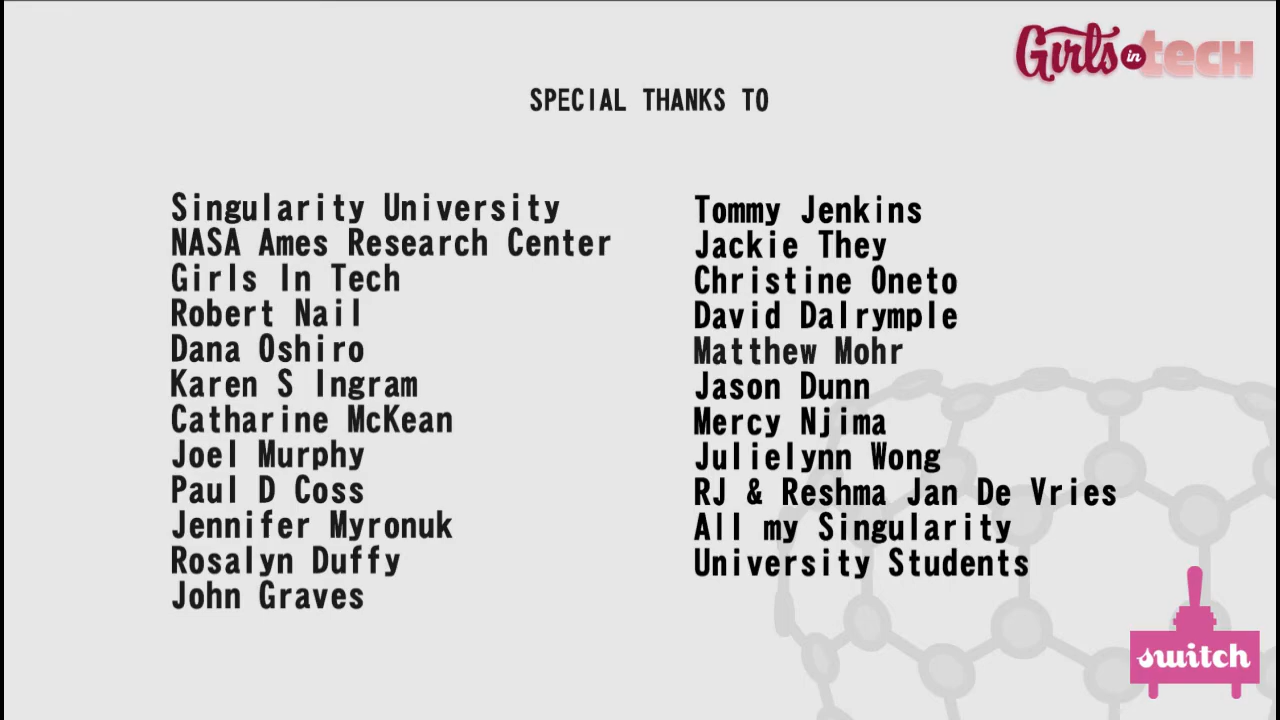 Girls in tech
SPECIAL THANKS TO
Singularity University
NASA Ames Research Center
Girls In Tech
Robert Nail
Dana Oshiro
Karen S Ingram
Catharine McKean
Joel Murphy
Paul D Coss
Jennifer Myronuk
Rosalyn Duffy
John Graves
Tommy Jenkins
Jackie They
Christine Oneto
David Dalrymple
Matthew Mohr
Jason Dunn
Mercy Njima
Julielynn Wong
RJ & Reshma Jan De Vries
All my Singularity
University Students
switch